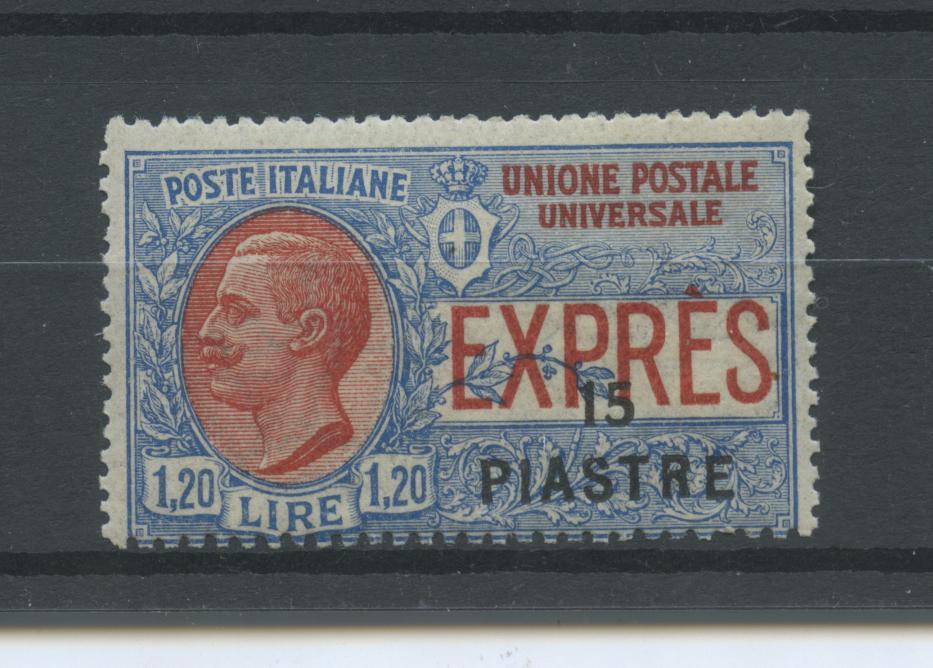 POSTE ITALIANE
UNIONE POSTALE
UNIVERSALE
EXPRÈS
15
PIASTRE
1,20 LIRE 1,20